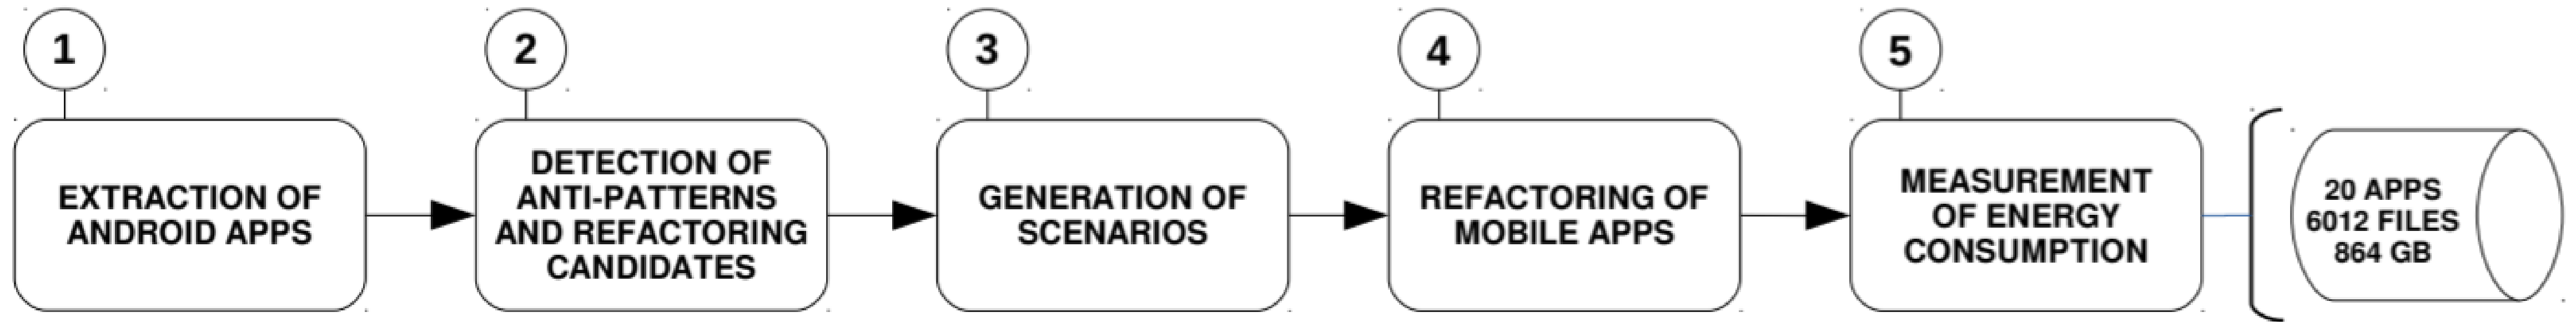 1
EXTRACTION OF
ANDROID APPS
2
DETECTION OF
ANTI-PATTERNS
AND REFACTORING
CANDIDATES
3
GENERATION OF
SCENARIOS
4
REFACTORING OF
MOBILE APPS
5
MEASUREMENT
OF ENERGY
CONSUMPTION
20 APPS
6012 FILES
864 GB